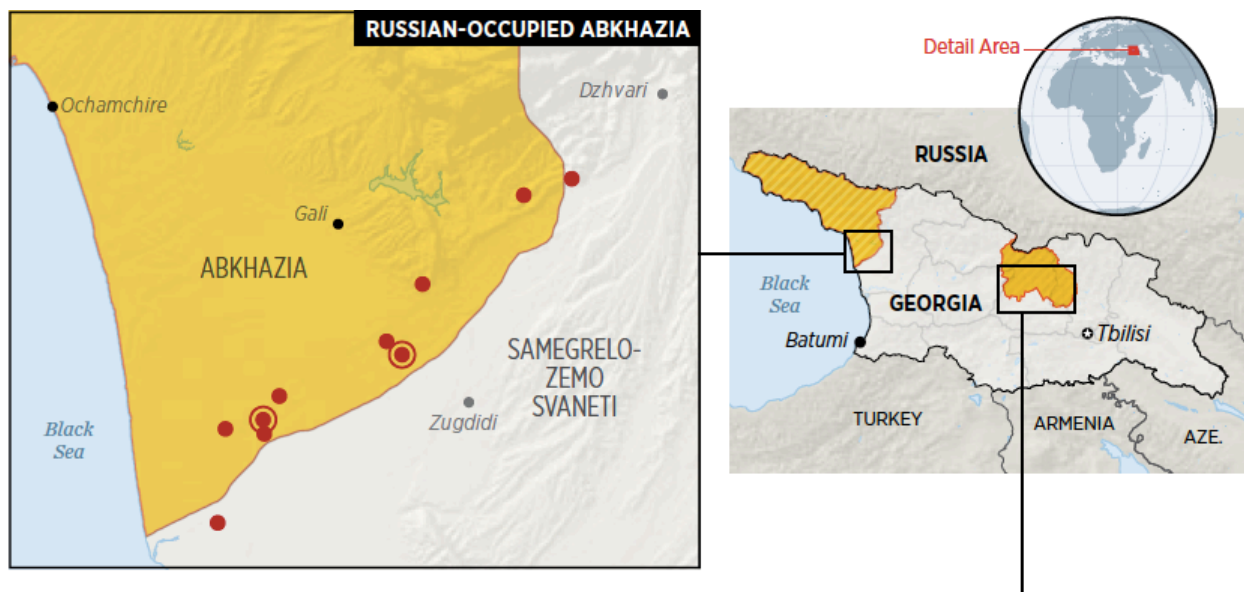 RUSSIAN-OCCUPIED ABKHAZIA
Ochamchire
Dzhvari
Gali
ABKHAZIA
SAMEGRELO-
ZEMO
SVANETI
Zugdidi
Black
Sea
Detail Area
RUSSIA
Black
Sea
GEORGIA
Batumi
Tbilisi
TURKEY
ARMENIA
AZE.